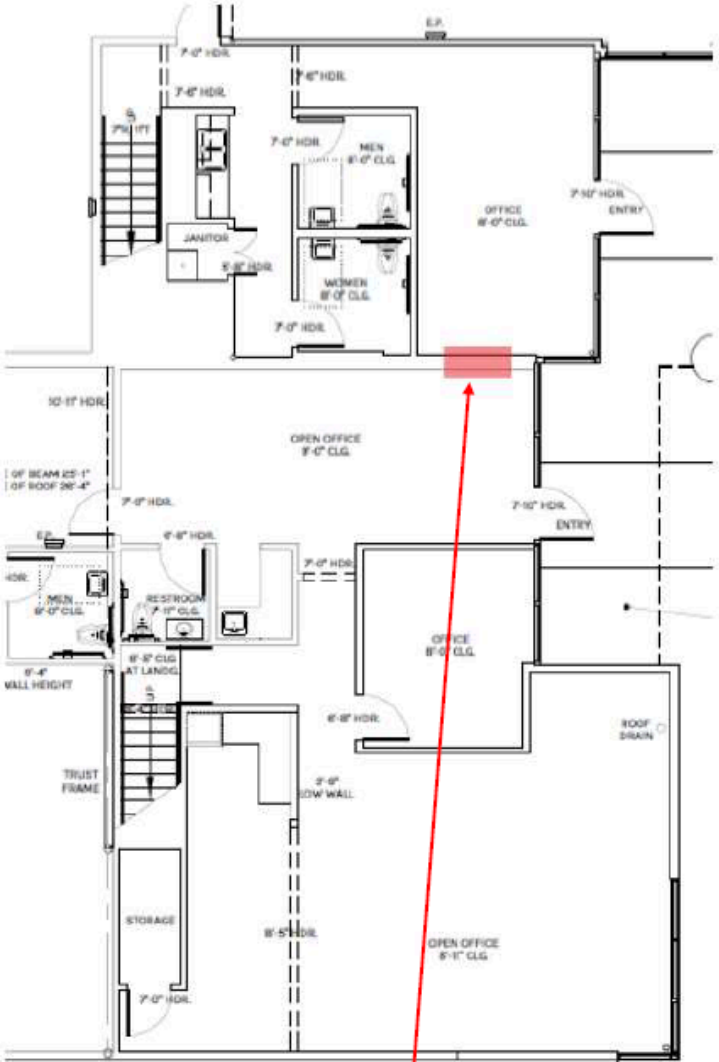 E.P.
7'-0" HDR.
7'-6" HDR.
7'-6" HDR.
UP
7'-0" HDR.
MEN
8'-0" CLG.
7'-10" HDR.
ENTRY
OFFICE
8'-0" CLG.
JANITOR
6'-8" HDR.
WOMEN
8'-0" CLG.
7'-0" HDR.
10'-11" HDR.
OPEN OFFICE
9'-0" CLG.
E OF BEAM 25'-1"
E OF ROOF 26'-4"
7'-0" HDR.
7'-10" HDR.
ENTRY
E.P.
6'-8" HDR.
7'-0" HDR.
HDR.
MEN
8'-0" CLG.
RESTROOM
7'-11" CLG.
OFFICE
8'-0" CLG.
6'-5" CLG
AT LANDG.
8'-4"
WALL HEIGHT
UP
6'-8" HDR.
ROOF
DRAIN
TRUST
FRAME
LOW WALL
STORAGE
8'-5" HDR.
OPEN OFFICE
8'-11" CLG.
7'-0" HDR.